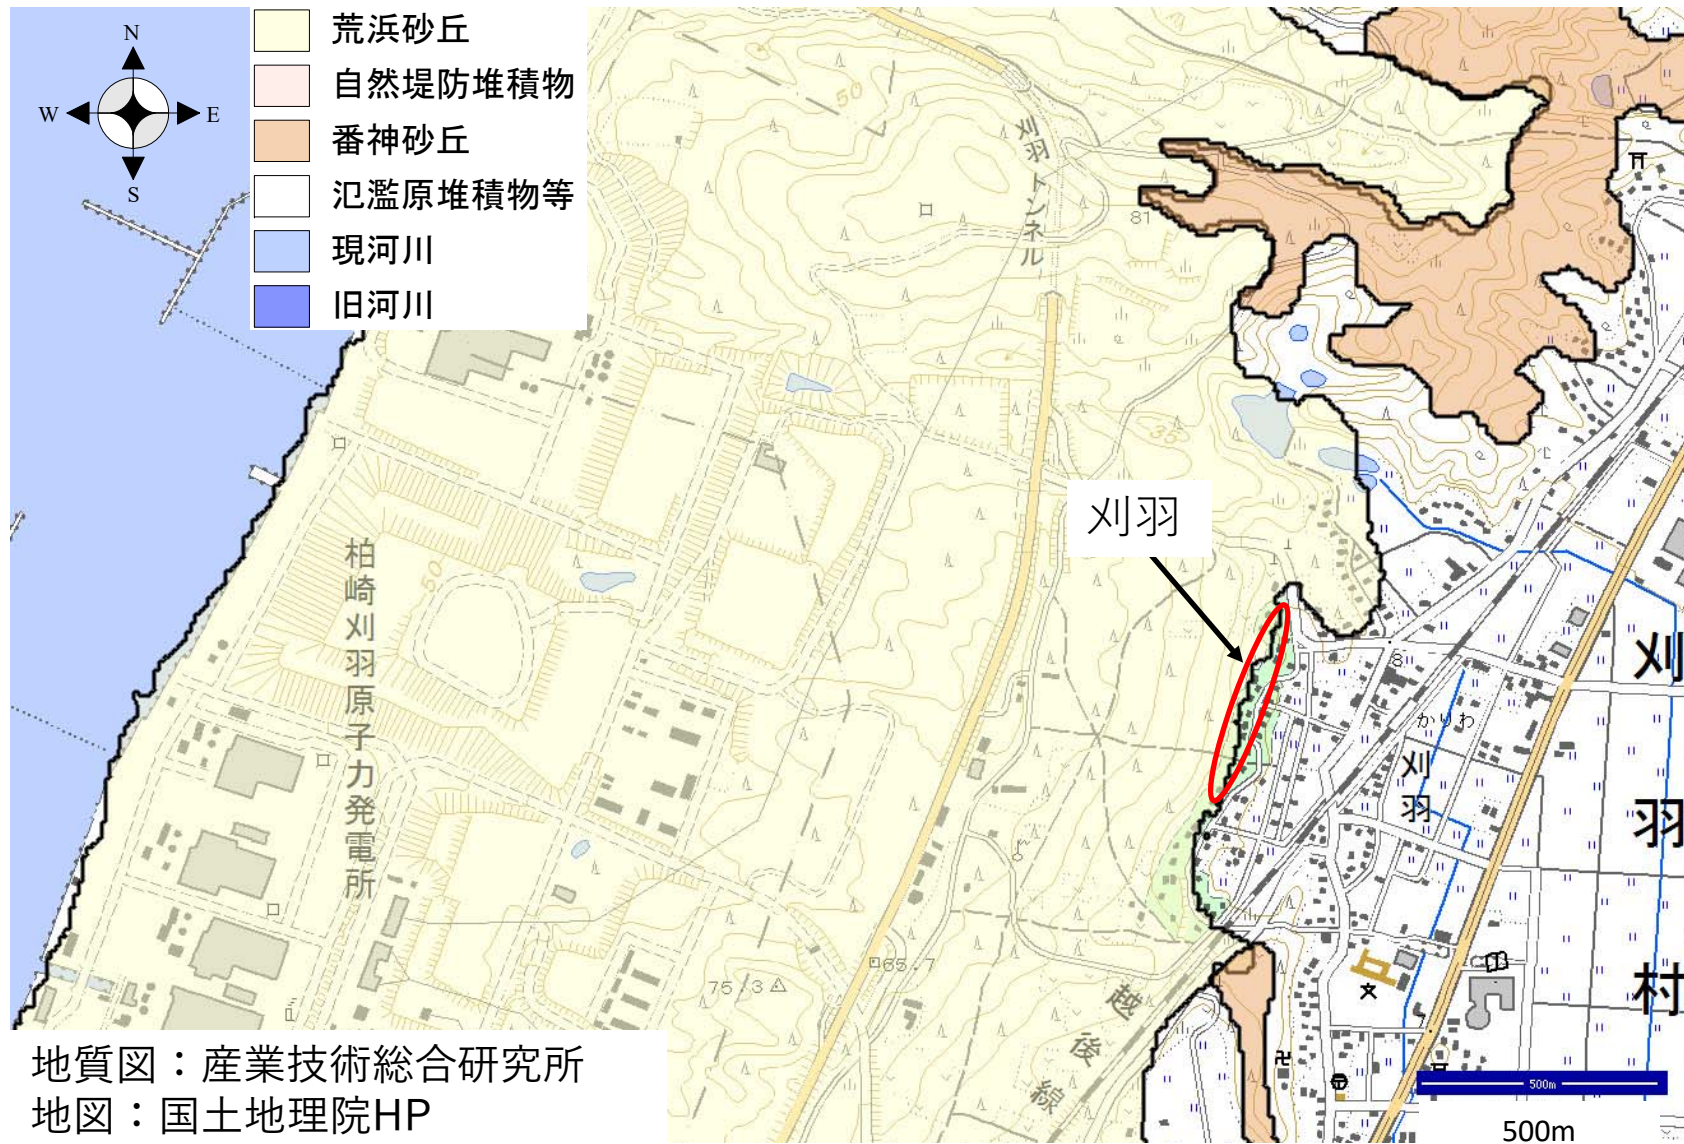 N
W
E
S
荒浜砂丘
自然堤防堆積物
番神砂丘
氾濫原堆積物等
現河川
旧河川
50
刈羽トンネル
81
35
刈羽
柏崎刈羽原子力発電所
50
8
かりわ
刈羽
刈羽村
65.7
75.3
越後線
文
地質図：産業技術総合研究所
地図：国土地理院HP
500m
500m